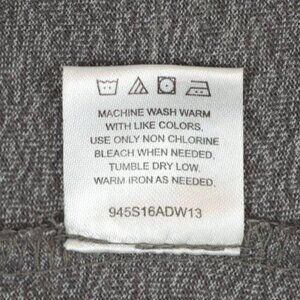 MACHINE WASH WARM
WITH LIKE COLORS.
USE ONLY NON CHLORINE
BLEACH WHEN NEEDED.
TUMBLE DRY LOW.
WARM IRON AS NEEDED.
945S16ADW13